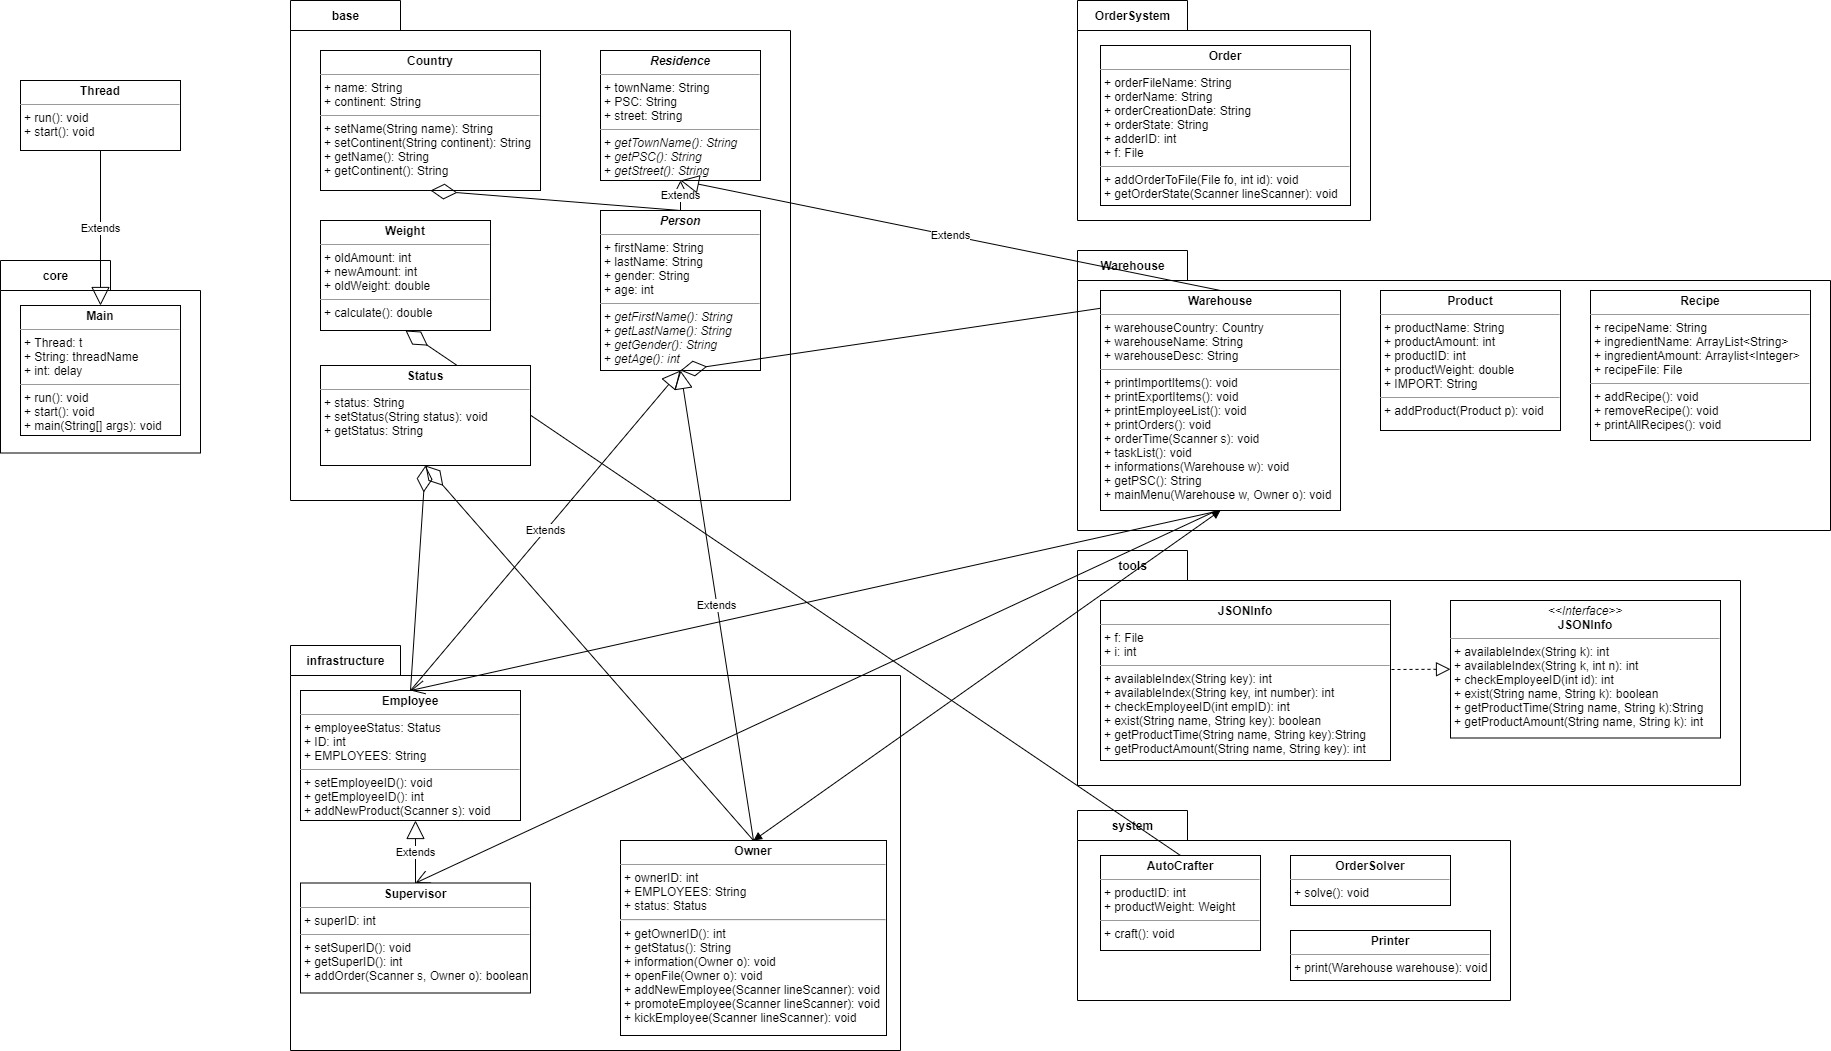 Thread
+ run(): void
+ start(): void
Extends
core
Main
+ Thread: t
+ String: threadName
+ int: delay
+ run(): void
+ start(): void
+ main(String[] args): void
base
Country
+ name: String
+ continent: String
+ setName(String name): String
+ setContinent(String continent): String
+ getName(): String
+ getContinent(): String
Residence
+ townName: String
+ PSC: String
+ street: String
+ getTownName(): String
+ getPSC(): String
+ getStreet(): String
Extends
Weight
+ oldAmount: int
+ newAmount: int
+ oldWeight: double
+ calculate(): double
Person
+ firstName: String
+ lastName: String
+ gender: String
+ age: int
+ getFirstName(): String
+ getLastName(): String
+ getGender(): String
+ getAge(): int
Status
+ status: String
+ setStatus(String status): void
+ getStatus: String
Extends
Extends
Extends
infrastructure
Employee
+ employeeStatus: Status
+ ID: int
+ EMPLOYEES: String
+ setEmployeeID(): void
+ getEmployeeID(): int
+ addNewProduct(Scanner s): void
Extends
Supervisor
+ superID: int
+ setSuperID(): void
+ getSuperID(): int
+ addOrder(Scanner s, Owner o): boolean
Owner
+ ownerID: int
+ EMPLOYEES: String
+ status: Status
+ getOwnerID(): int
+ getStatus(): String
+ information(Owner o): void
+ openFile(Owner o): void
+ addNewEmployee(Scanner lineScanner): void
+ promoteEmployee(Scanner lineScanner): void
+ kickEmployee(Scanner lineScanner): void
OrderSystem
Order
+ orderFileName: String
+ orderName: String
+ orderCreationDate: String
+ orderState: String
+ adderID: int
+ f: File
+ addOrderToFile(File fo, int id): void
+ getOrderState(Scanner lineScanner): void
Warehouse
Warehouse
+ warehouseCountry: Country
+ warehouseName: String
+ warehouseDesc: String
+ printImportItems(): void
+ printExportItems(): void
+ printEmployeeList(): void
+ printOrders(): void
+ orderTime(Scanner s): void
+ taskList(): void
+ informations(Warehouse w): void
+ getPSC(): String
+ mainMenu(Warehouse w, Owner o): void
Product
+ productName: String
+ productAmount: int
+ productID: int
+ productWeight: double
+ IMPORT: String
+ addProduct(Product p): void
Recipe
+ recipeName: String
+ ingredientName: ArrayList<String>
+ ingredientAmount: Arraylist<Integer>
+ recipeFile: File
+ addRecipe(): void
+ removeRecipe(): void
+ printAllRecipes(): void
tools
JSONInfo
+ f: File
+ i: int
+ availableIndex(String key): int
+ availableIndex(String key, int number): int
+ checkEmployeeID(int empID): int
+ exist(String name, String key): boolean
+ getProductTime(String name, String key):String
+ getProductAmount(String name, String key): int
<<Interface>>
JSONInfo
+ availableIndex(String k): int
+ availableIndex(String k, int n): int
+ checkEmployeeID(int id): int
+ exist(String name, String k): boolean
+ getProductTime(String name, String k):String
+ getProductAmount(String name, String k): int
system
AutoCrafter
+ productID: int
+ productWeight: Weight
+ craft(): void
OrderSolver
+ solve(): void
Printer
+ print(Warehouse warehouse): void